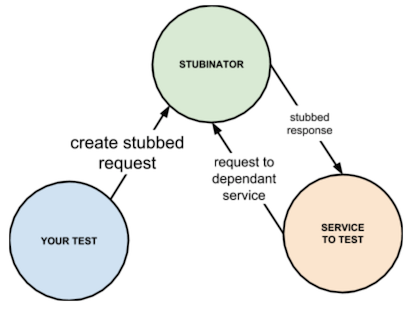 STUBINATOR
create stubbed
request
stubbed
response
request to
dependant
service
YOUR TEST
SERVICE
TO TEST